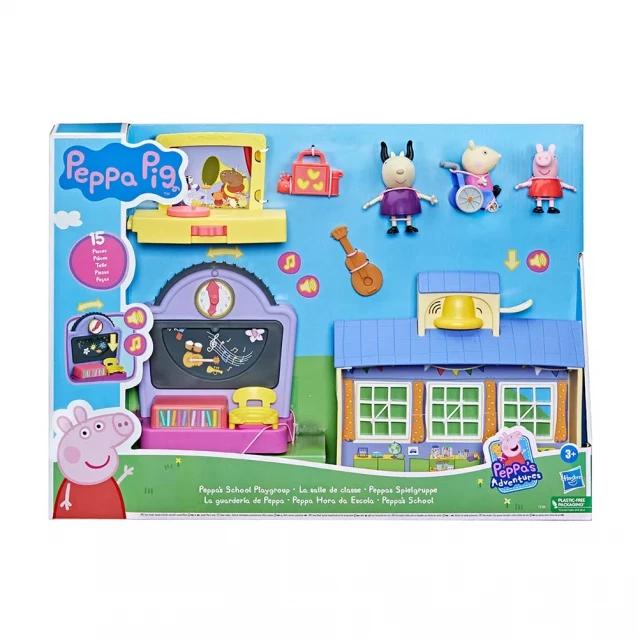 Peppa Pig
TM
15
Pieces
Pièces
Teile
Piezas
Peças
Peppa's School Playgroup • La salle de classe • Peppas Spielgruppe
La guardería de Peppa • Peppa Hora da Escola • Peppa's School
Peppa's
Adventures
3+
Hasbro
PLASTIC-FREE
PACKAGING